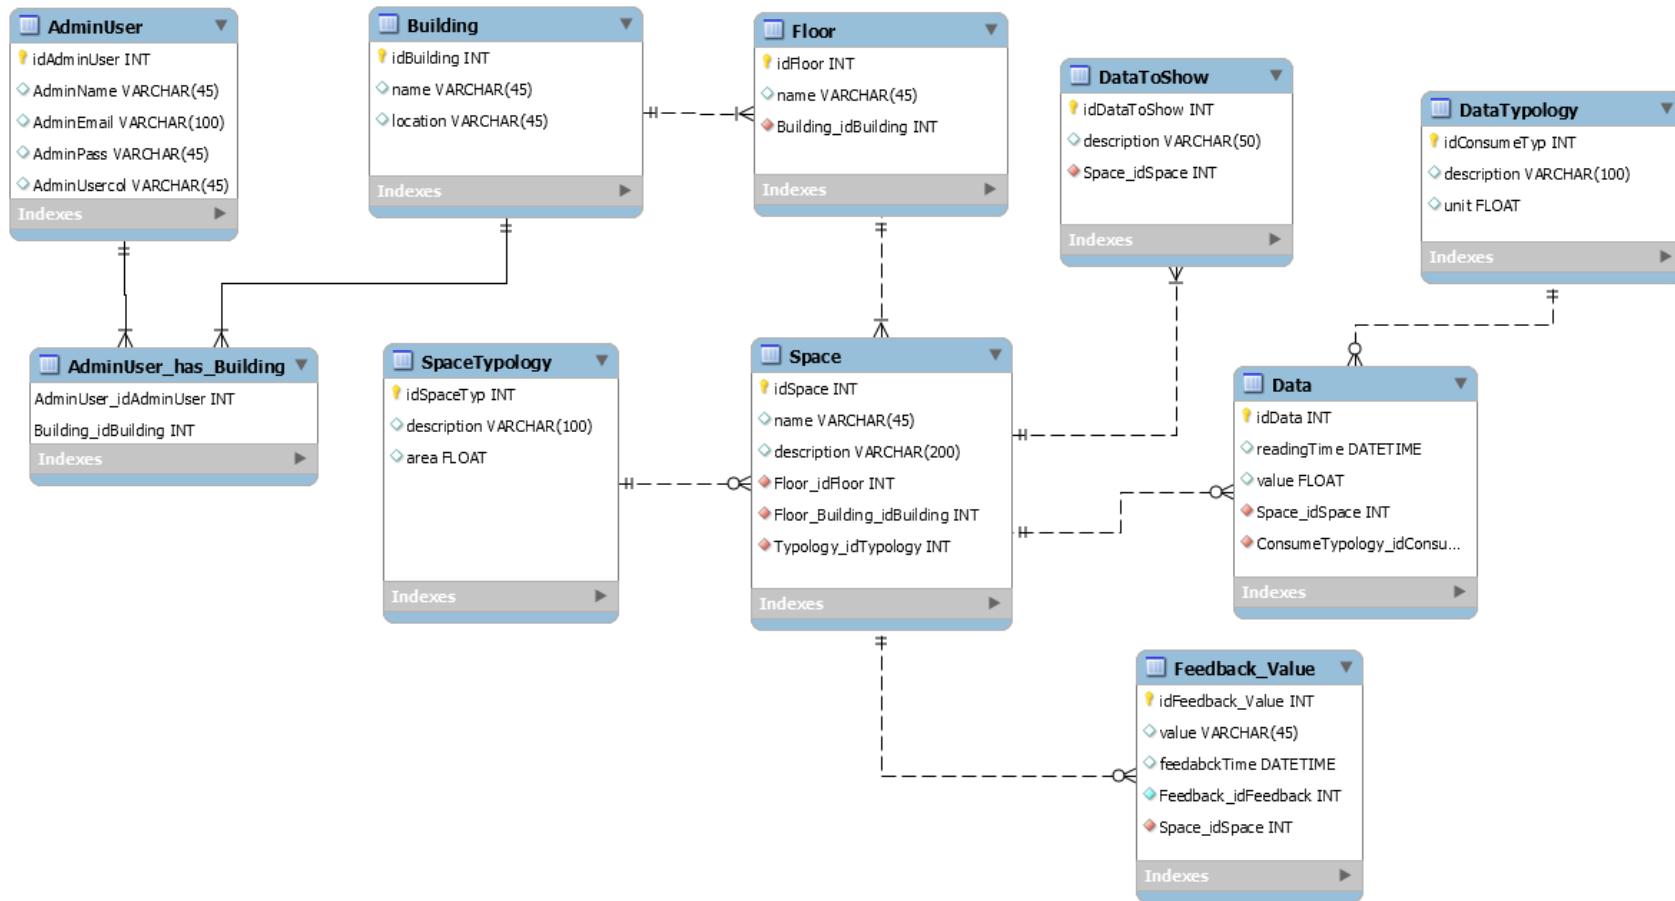 AdminUser
idAdminUser INT
AdminName VARCHAR(45)
AdminEmail VARCHAR(100)
AdminPass VARCHAR(45)
AdminUsercol VARCHAR(45)
Indexes
Building
idBuilding INT
name VARCHAR(45)
location VARCHAR(45)
Indexes
Floor
idFloor INT
name VARCHAR(45)
Building_idBuilding INT
Indexes
DataToShow
idDataToShow INT
description VARCHAR(50)
Space_idSpace INT
Indexes
DataTypology
idConsumeTyp INT
description VARCHAR(100)
unit FLOAT
Indexes
AdminUser_has_Building
AdminUser_idAdminUser INT
Building_idBuilding INT
Indexes
SpaceTypology
idSpaceTyp INT
description VARCHAR(100)
area FLOAT
Indexes
Space
idSpace INT
name VARCHAR(45)
description VARCHAR(200)
Floor_idFloor INT
Floor_Building_idBuilding INT
Typology_idTypology INT
Indexes
Data
idData INT
readingTime DATETIME
value FLOAT
Space_idSpace INT
ConsumeTypology_idConsu...
Indexes
Feedback_Value
idFeedback_Value INT
value VARCHAR(45)
feedabckTime DATETIME
Feedback_idFeedback INT
Space_idSpace INT
Indexes